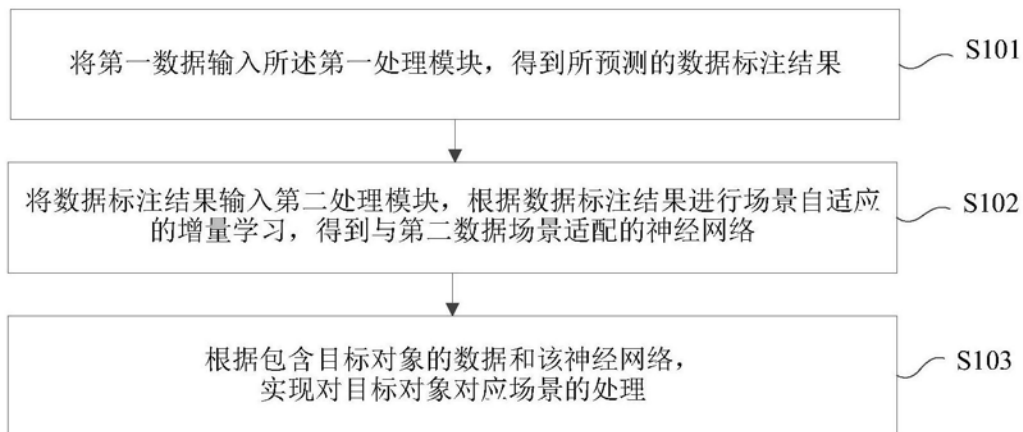 将第一数据输入所述第一处理模块，得到所预测的数据标注结果
S101
将数据标注结果输入第二处理模块，根据数据标注结果进行场景自适应
的增量学习，得到与第二数据场景适配的神经网络
S102
根据包含目标对象的数据和该神经网络，
实现对目标对象对应场景的处理
S103